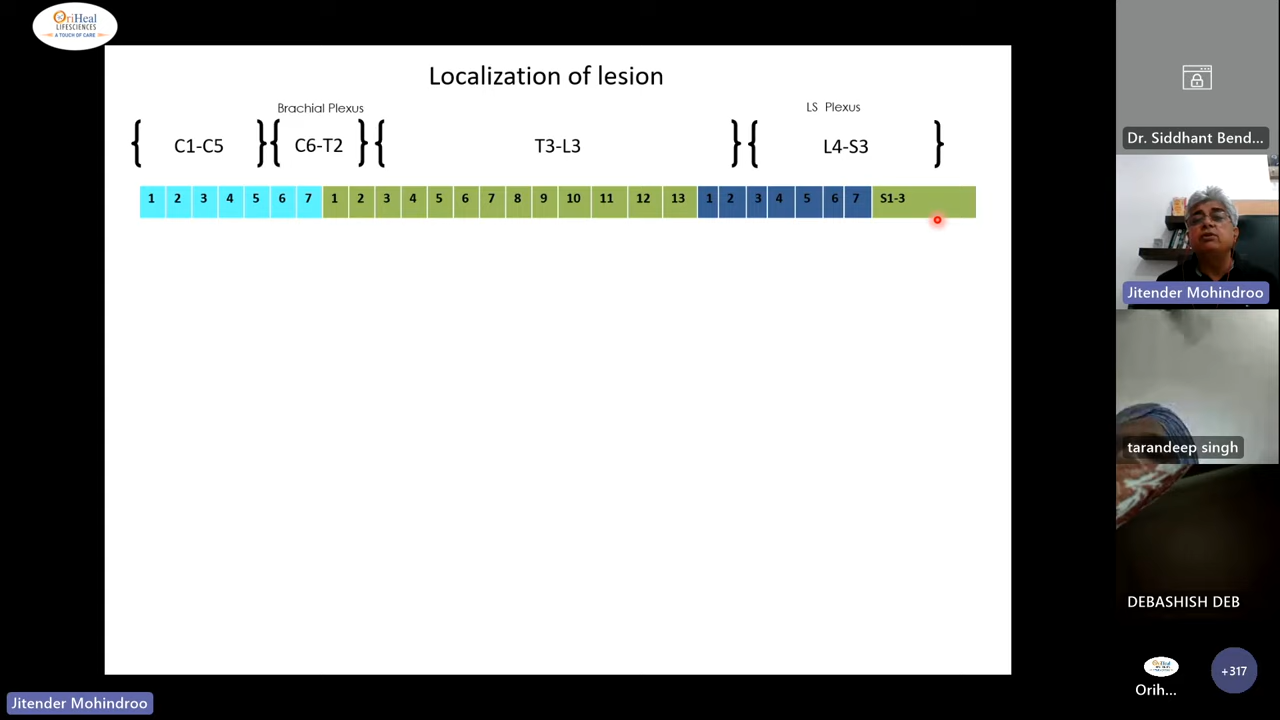 OriHeal
LIFESCIENCES
A TOUCH OF CARE
Localization of lesion
Brachial Plexus
LS Plexus
{ C1-C5 } { C6-T2 } { T3-L3 } { L4-S3 }
1 2 3 4 5 6 7 1 2 3 4 5 6 7 8 9 10 11 12 13 1 2 3 4 5 6 7 S1-3
Dr. Siddhant Bend...
Jitender Mohindroo
tarandeep singh
DEBASHISH DEB
Orih...
+317
Jitender Mohindroo